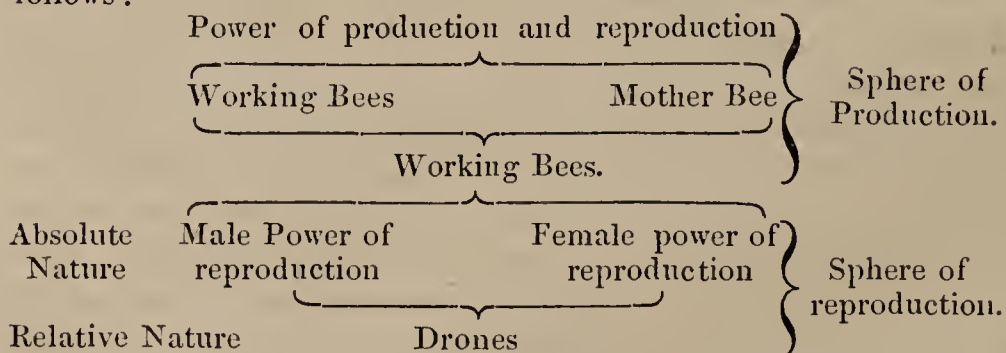 follows:
Power of produetion and reproduction
Working Bees Mother Bee
Sphere of
Production.
Working Bees.
Absolute Nature
Male Power of reproduction
Female power of reproduction
Sphere of
reproduction.
Relative Nature Drones